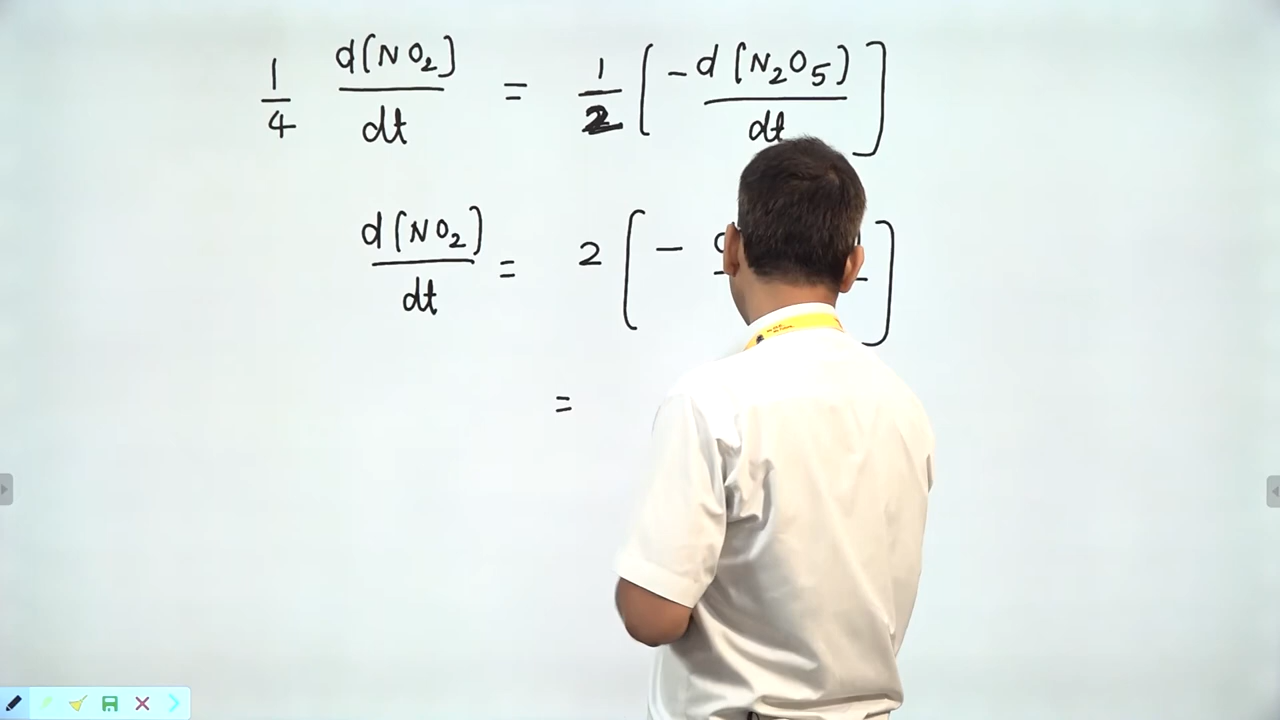 1/4 d(NO₂)/dt = 1/2 [-d(N₂O₅)/dt]
d(NO₂)/dt = 2 [-
=